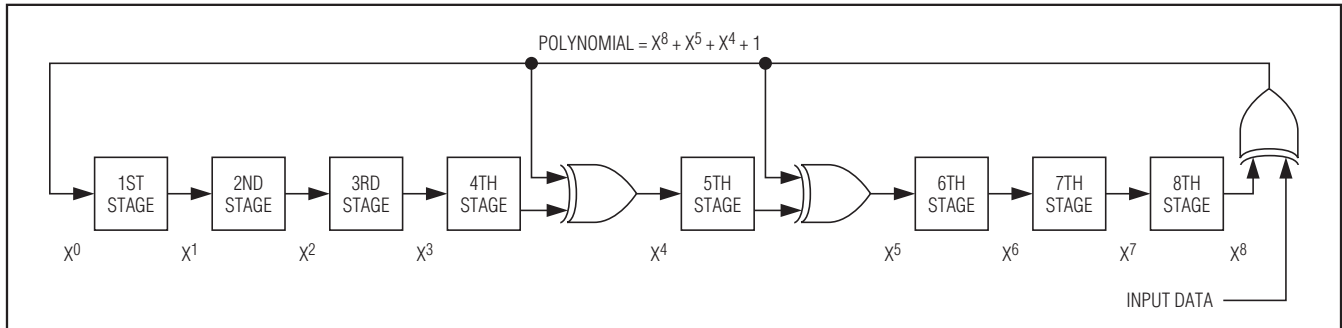 POLYNOMIAL = X⁸ + X⁵ + X⁴ + 1
1ST STAGE
2ND STAGE
3RD STAGE
4TH STAGE
5TH STAGE
6TH STAGE
7TH STAGE
8TH STAGE
X⁰ X¹ X² X³ X⁴ X⁵ X⁶ X⁷ X⁸
INPUT DATA